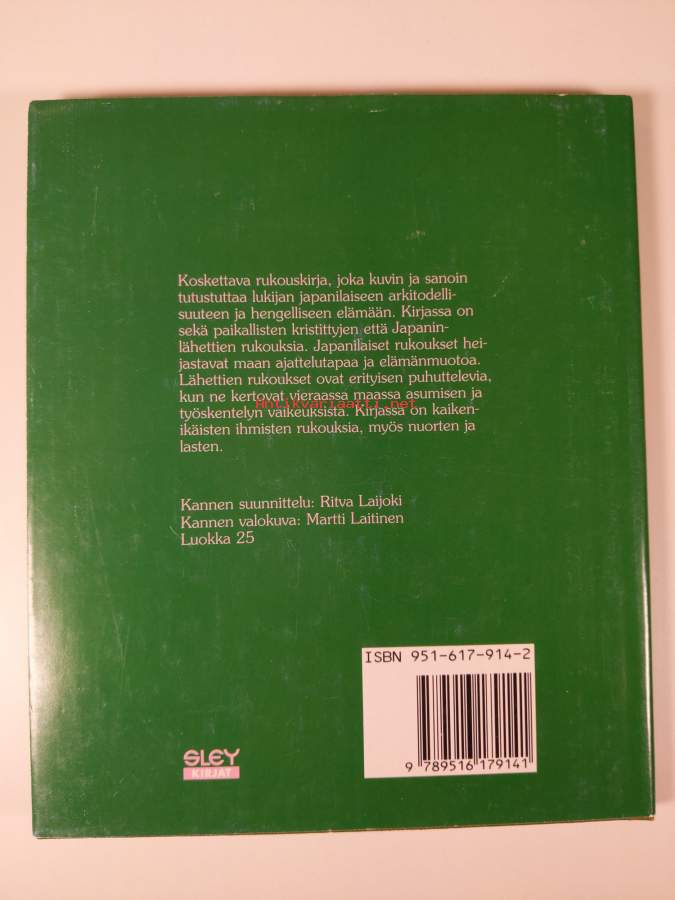 Koskettava rukouskirja, joka kuvin ja sanoin
tutustuttaa lukijan japanilaiseen arkitodelli-
suuteen ja hengelliseen elämään. Kirjassa on
sekä paikallisten kristittyjen että Japanin-
lähettien rukouksia. Japanilaiset rukoukset hei-
jastavat maan ajattelutapaa ja elämänmuotoa.
Lähettien rukoukset ovat erityisen puhuttelevia,
kun ne kertovat vieraassa maassa asumisen ja
Antikvariaatti.net
työskentelyn vaikeuksista. Kirjassa on kaiken-
ikäisten ihmisten rukouksia, myös nuorten ja
lasten.
Kannen suunnittelu: Ritva Laijoki
Kannen valokuva: Martti Laitinen
Luokka 25
ISBN 951-617-914-2
9 789516 179141
SLEY
KIRJAT